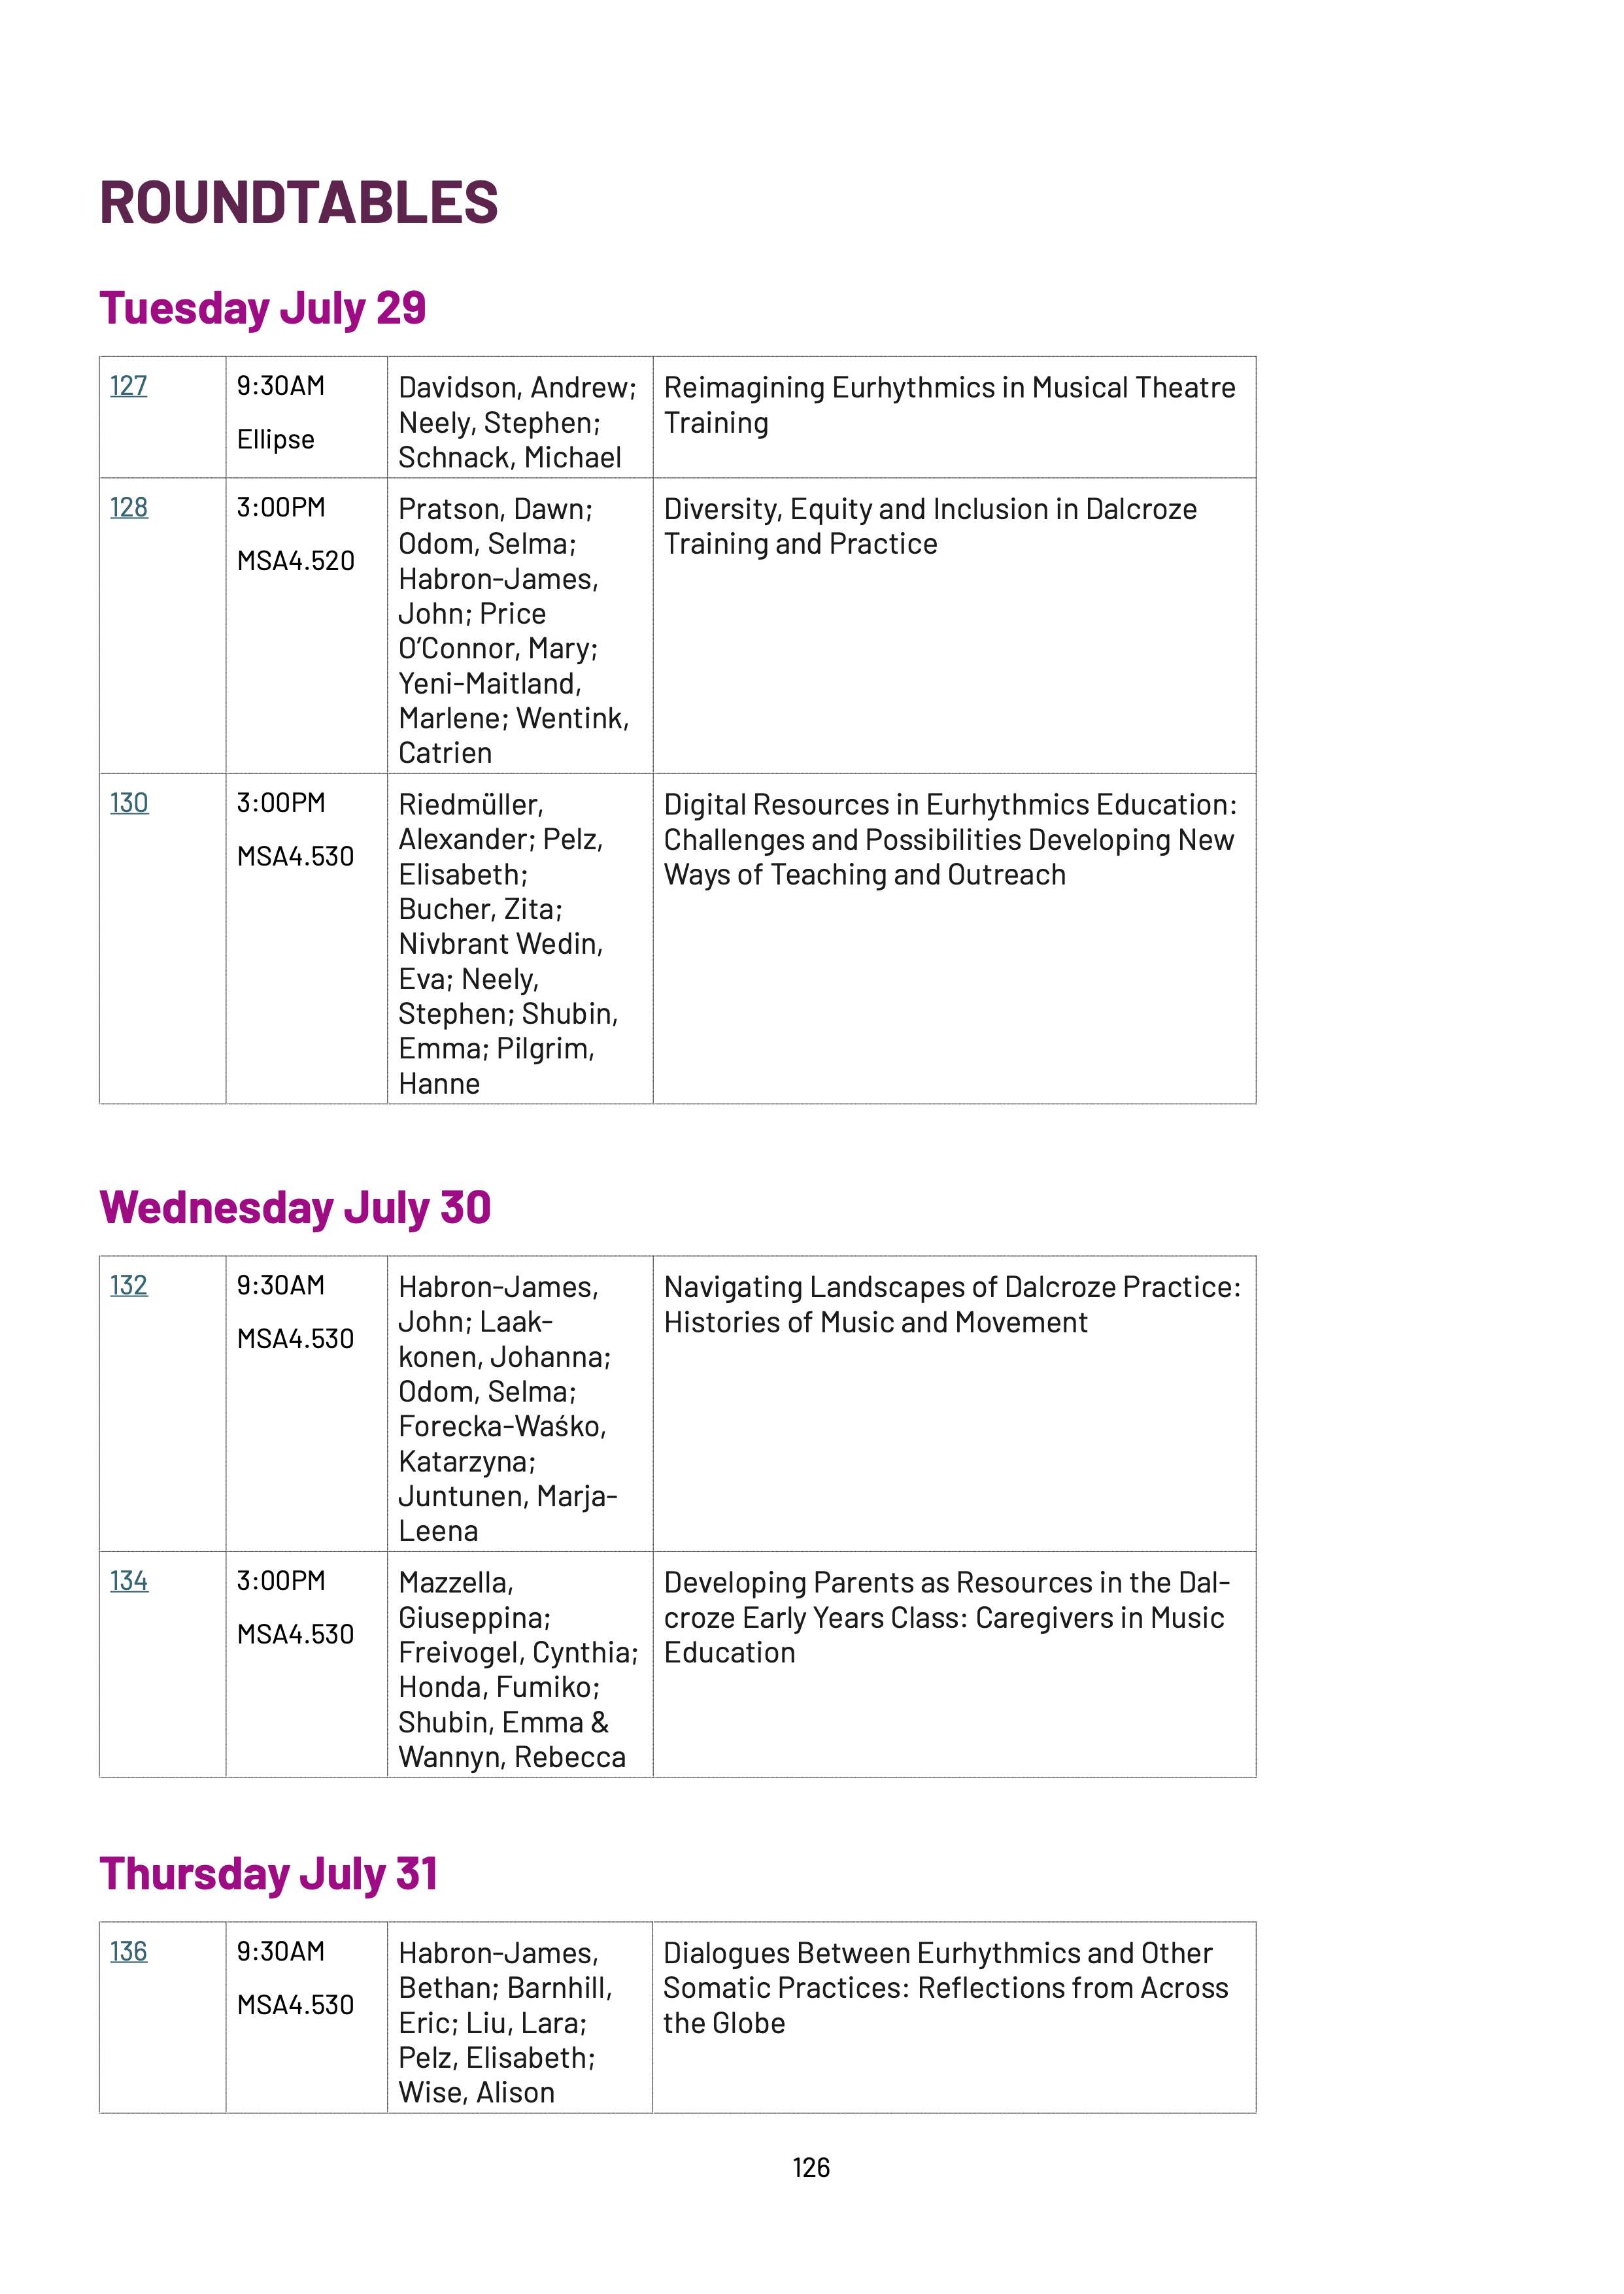 ROUNDTABLES
Tuesday July 29
127
9:30AM
Ellipse
Davidson, Andrew;
Neely, Stephen;
Schnack, Michael
Reimagining Eurhythmics in Musical Theatre
Training
128
3:00PM
MSA4.520
Pratson, Dawn;
Odom, Selma;
Habron-James,
John; Price
O’Connor, Mary;
Yeni-Maitland,
Marlene; Wentink,
Catrien
Diversity, Equity and Inclusion in Dalcroze
Training and Practice
130
3:00PM
MSA4.530
Riedmüller,
Alexander; Pelz,
Elisabeth;
Bucher, Zita;
Nivbrant Wedin,
Eva; Neely,
Stephen; Shubin,
Emma; Pilgrim,
Hanne
Digital Resources in Eurhythmics Education:
Challenges and Possibilities Developing New
Ways of Teaching and Outreach
Wednesday July 30
132
9:30AM
MSA4.530
Habron-James,
John; Laak-
konen, Johanna;
Odom, Selma;
Forecka-Waśko,
Katarzyna;
Juntunen, Marja-
Leena
Navigating Landscapes of Dalcroze Practice:
Histories of Music and Movement
134
3:00PM
MSA4.530
Mazzella,
Giuseppina;
Freivogel, Cynthia;
Honda, Fumiko;
Shubin, Emma &
Wannyn, Rebecca
Developing Parents as Resources in the Dal-
croze Early Years Class: Caregivers in Music
Education
Thursday July 31
136
9:30AM
MSA4.530
Habron-James,
Bethan; Barnhill,
Eric; Liu, Lara;
Pelz, Elisabeth;
Wise, Alison
Dialogues Between Eurhythmics and Other
Somatic Practices: Reflections from Across
the Globe
126